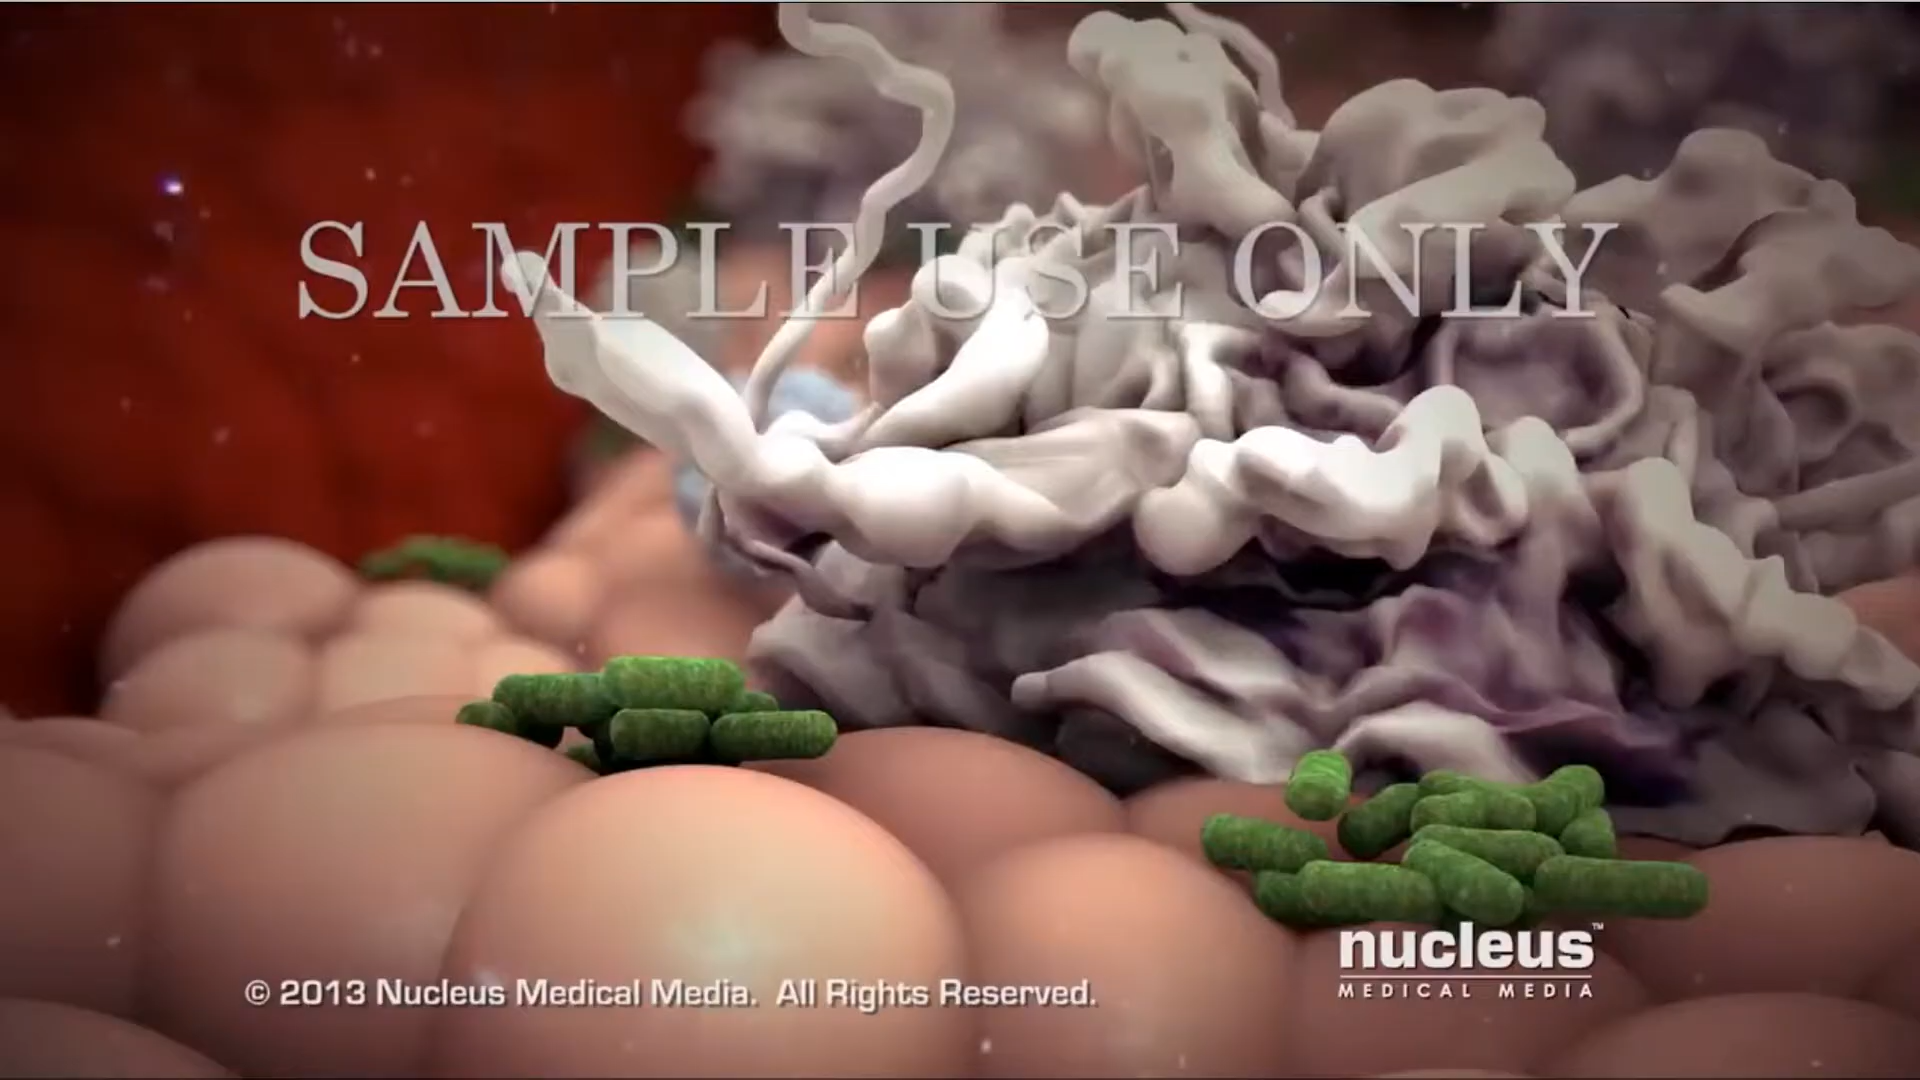 SAMPLE USE ONLY
nucleus™
MEDICAL MEDIA
© 2013 Nucleus Medical Media. All Rights Reserved.